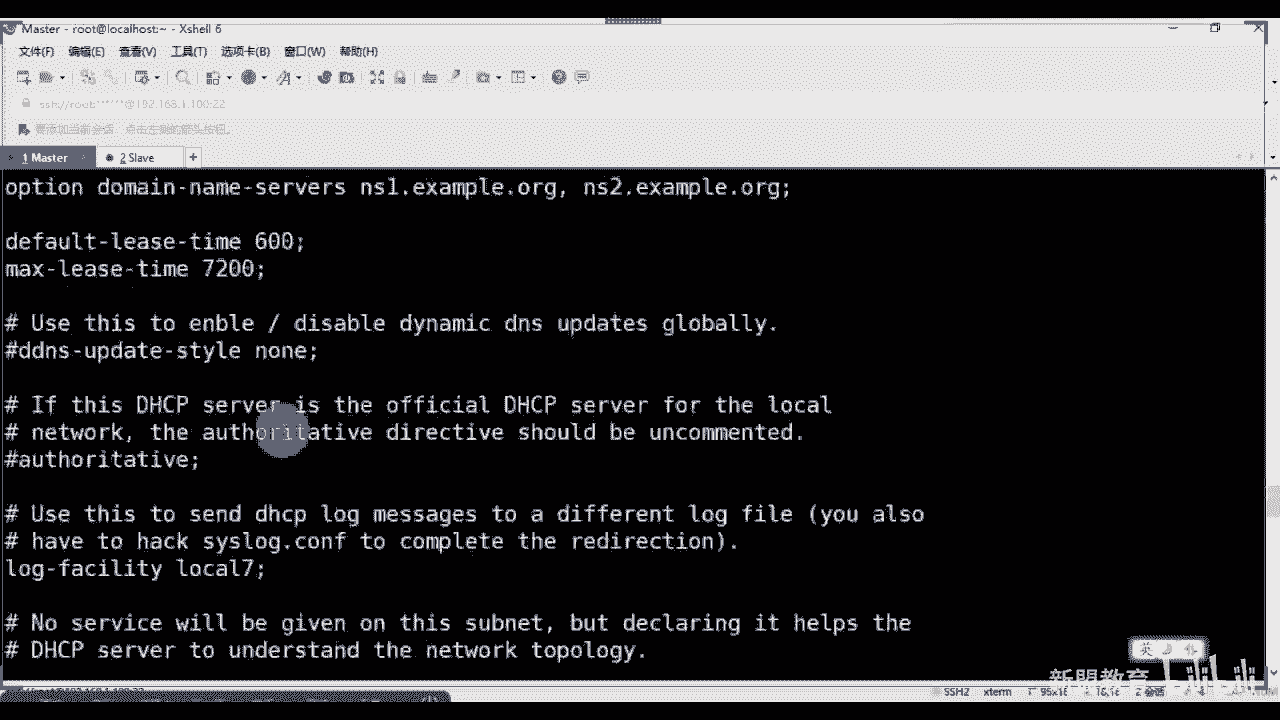 Master - root@localhost:~ - Xshell 6
文件(F) 编辑(E) 查看(V) 工具(T) 选项卡(B) 窗口(W) 帮助(H)
ssh://root:******@192.168.1.100:22
要添加当前会话，点击左侧的箭头按钮。
1 Master 2 Slave +
option domain-name-servers ns1.example.org, ns2.example.org;
default-lease-time 600;
max-lease-time 7200;
# Use this to enble / disable dynamic dns updates globally.
#ddns-update-style none;
# If this DHCP server is the official DHCP server for the local
# network, the authoritative directive should be uncommented.
#authoritative;
# Use this to send dhcp log messages to a different log file (you also
# have to hack syslog.conf to complete the redirection).
log-facility local7;
# No service will be given on this subnet, but declaring it helps the
# DHCP server to understand the network topology.
英
新盟教育 bilibili
SSH2 xterm